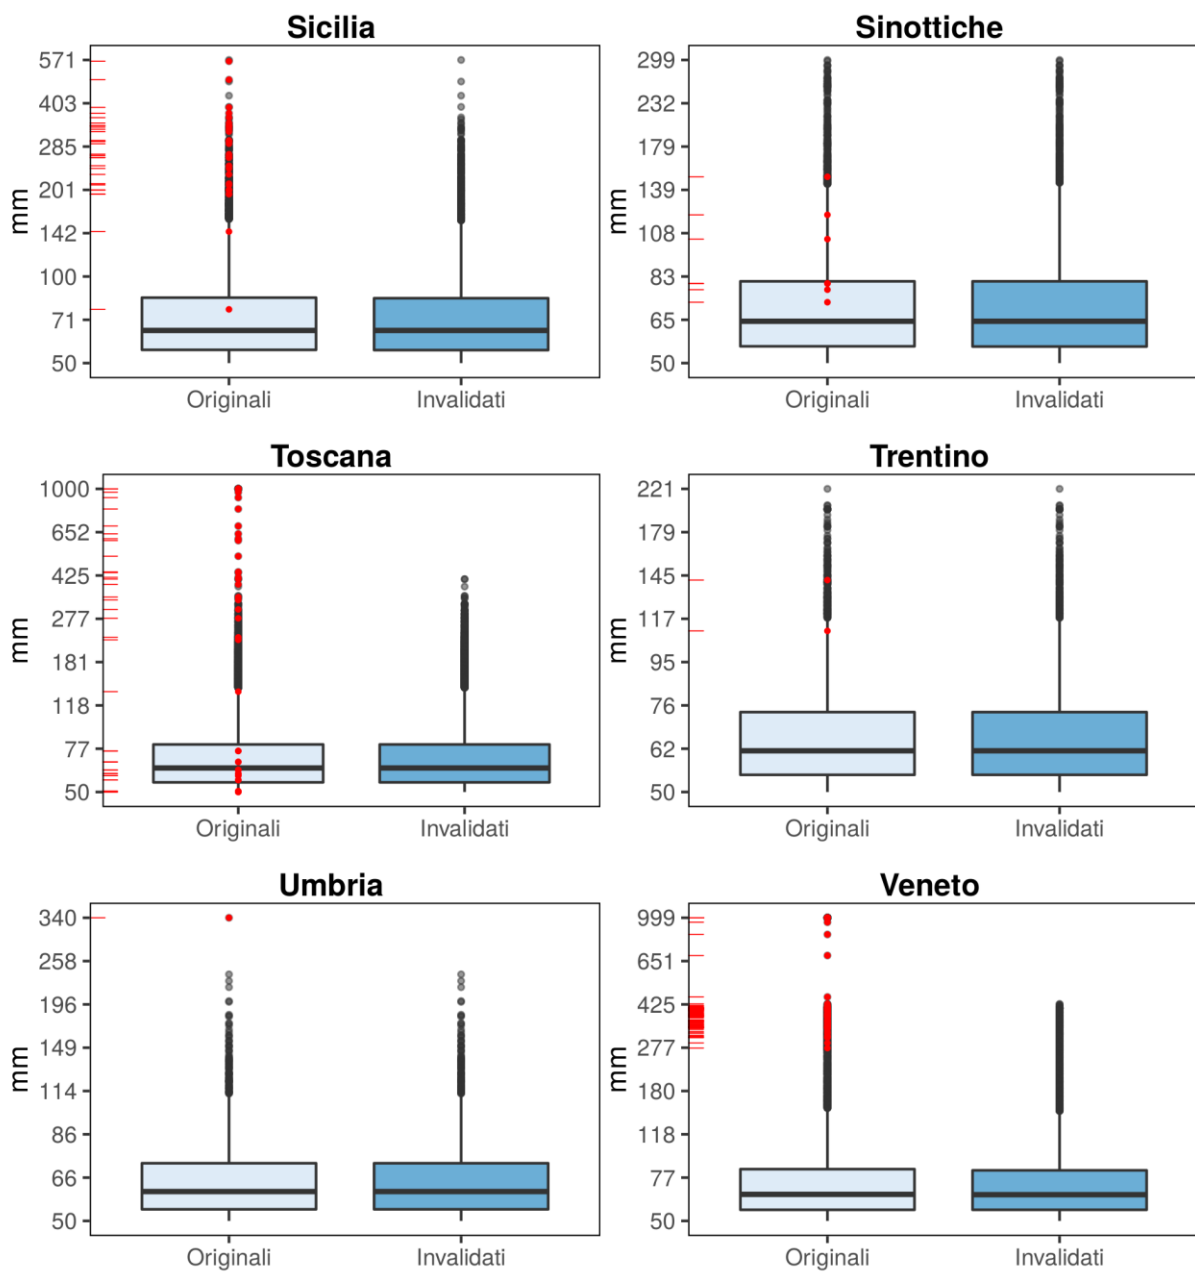 Sicilia
571
403
285
201
142
100
71
50
mm
Originali
Invalidati
Sinottiche
299
232
179
139
108
83
65
50
mm
Originali
Invalidati
Toscana
1000
652
425
277
181
118
77
50
mm
Originali
Invalidati
Trentino
221
179
145
117
95
76
62
50
mm
Originali
Invalidati
Umbria
340
258
196
149
114
86
66
50
mm
Originali
Invalidati
Veneto
999
651
425
277
180
118
77
50
mm
Originali
Invalidati